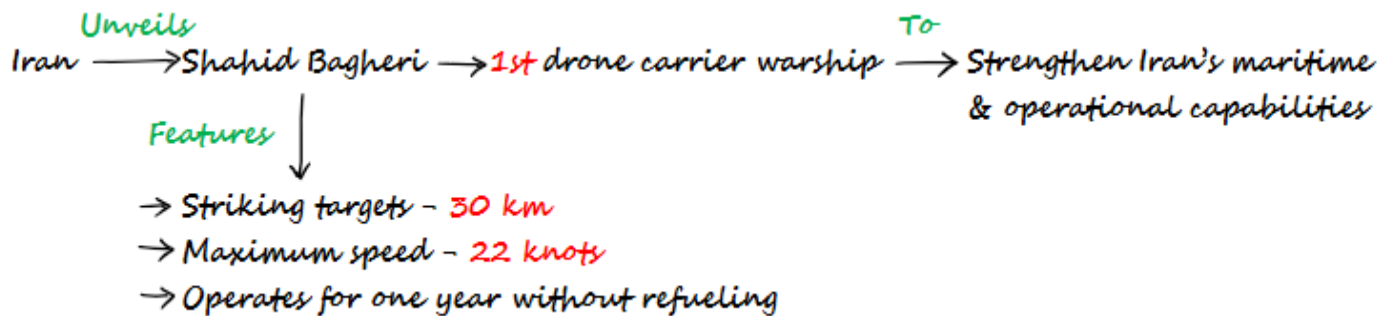 Unveils To
Iran → Shahid Bagheri → 1st drone carrier warship → Strengthen Iran's maritime
& operational capabilities
Features
→ Striking targets - 30 km
→ Maximum speed - 22 knots
→ Operates for one year without refueling